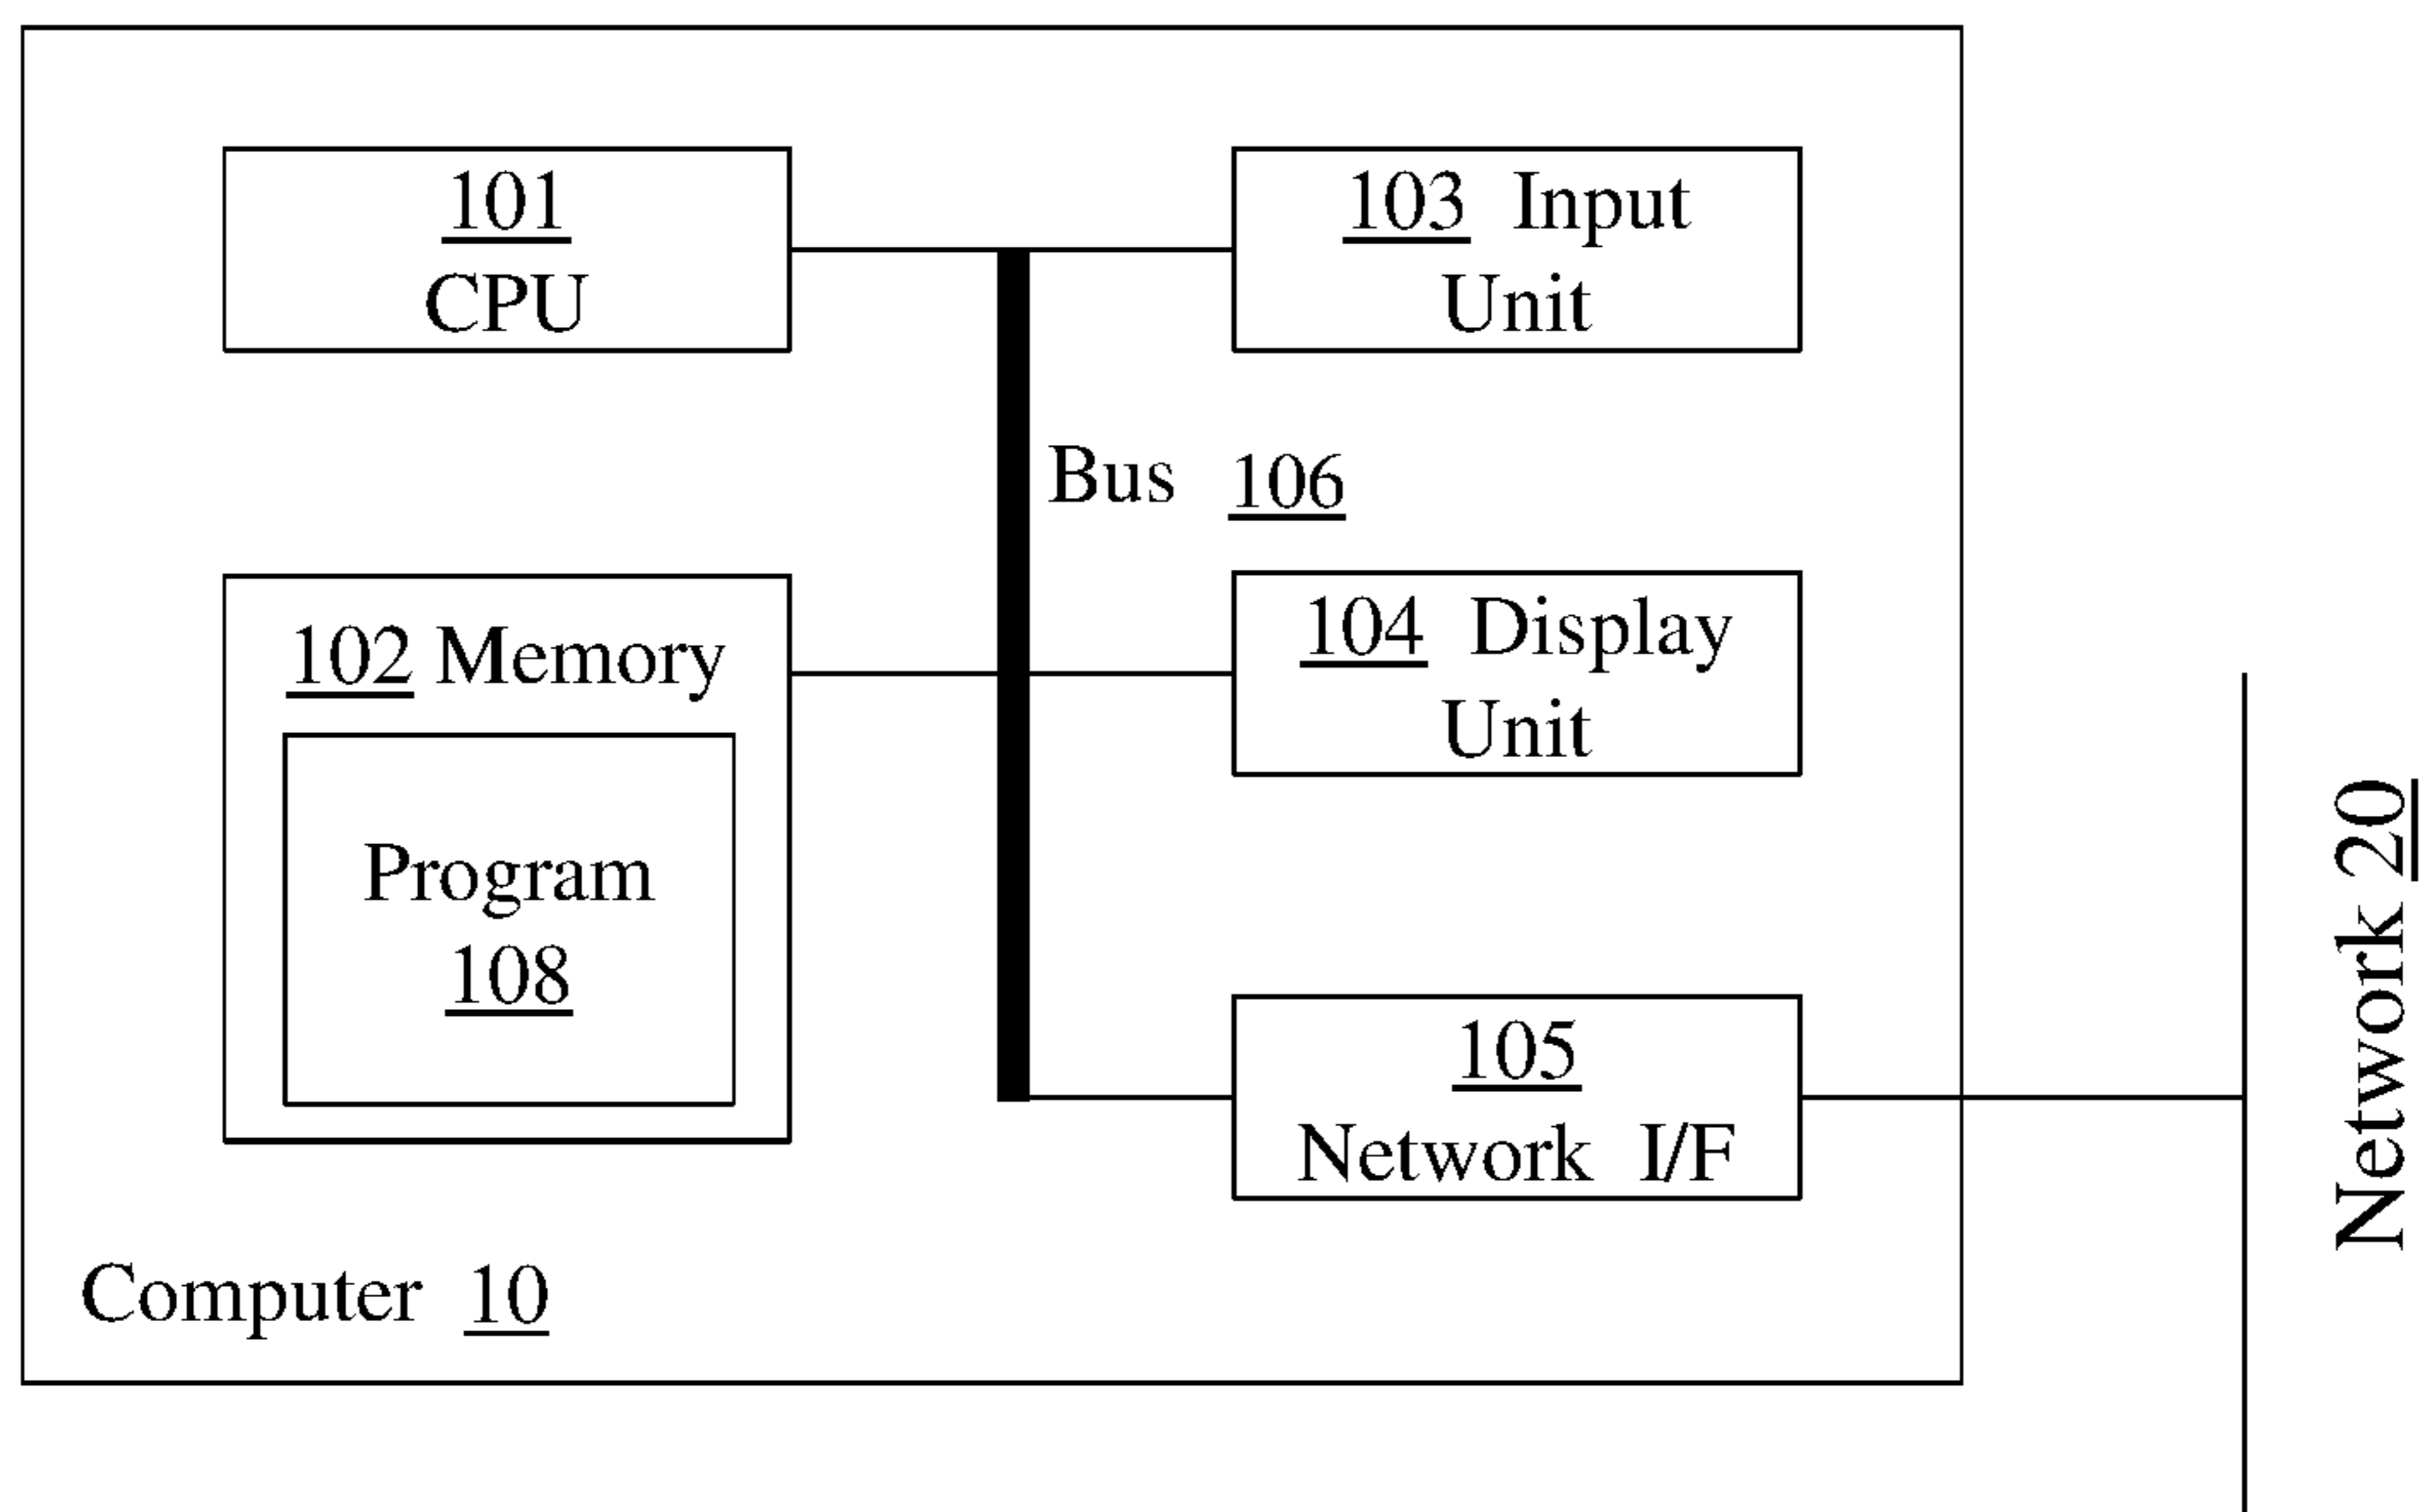 101
CPU
103 Input
Unit
Bus 106
102 Memory
104 Display
Unit
Program
108
105
Network I/F
Computer 10
Network 20